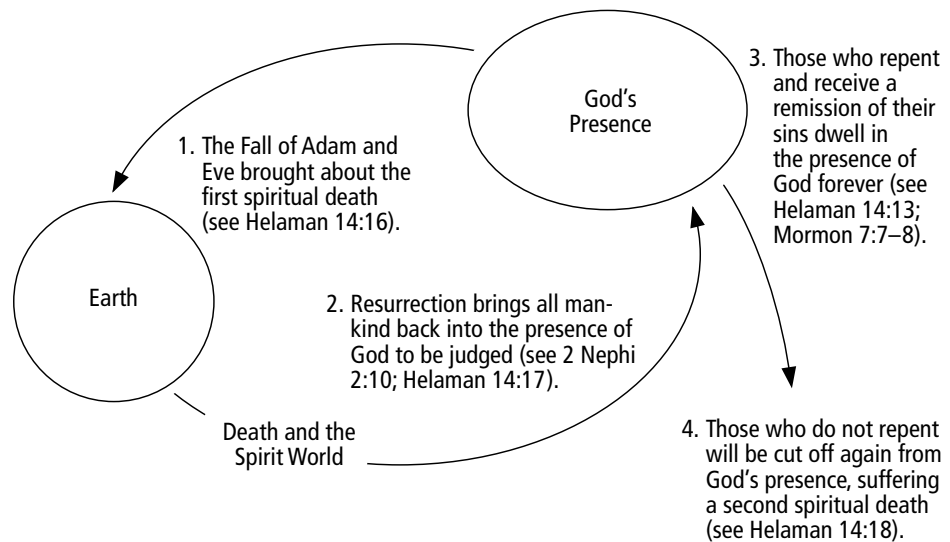 God's
Presence
1. The Fall of Adam and
Eve brought about the
first spiritual death
(see Helaman 14:16).
Earth
2. Resurrection brings all man-
kind back into the presence of
God to be judged (see 2 Nephi
2:10; Helaman 14:17).
Death and the
Spirit World
3. Those who repent
and receive a
remission of their
sins dwell in
the presence of
God forever (see
Helaman 14:13;
Mormon 7:7–8).
4. Those who do not repent
will be cut off again from
God's presence, suffering
a second spiritual death
(see Helaman 14:18).